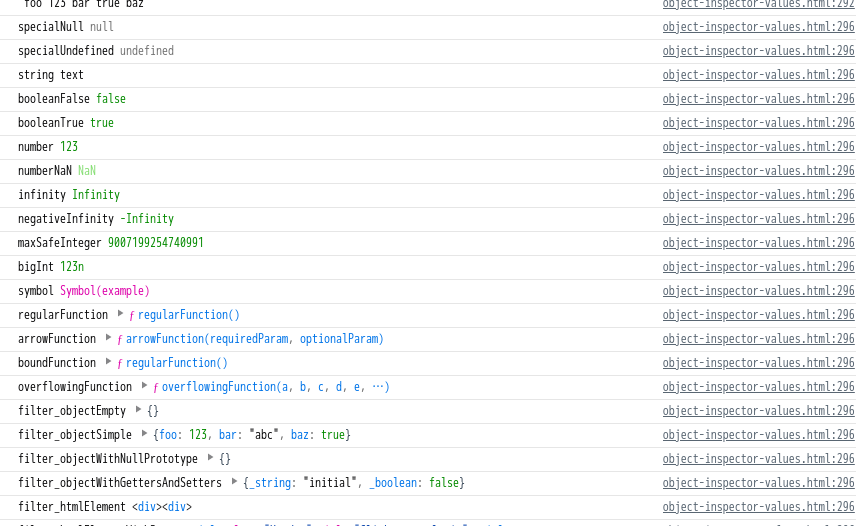 foo 123 bar true baz object-inspector-values.html:292
specialNull null object-inspector-values.html:296
specialUndefined undefined object-inspector-values.html:296
string text object-inspector-values.html:296
booleanFalse false object-inspector-values.html:296
booleanTrue true object-inspector-values.html:296
number 123 object-inspector-values.html:296
numberNaN NaN object-inspector-values.html:296
infinity Infinity object-inspector-values.html:296
negativeInfinity -Infinity object-inspector-values.html:296
maxSafeInteger 9007199254740991 object-inspector-values.html:296
bigInt 123n object-inspector-values.html:296
symbol Symbol(example) object-inspector-values.html:296
regularFunction ▶ ƒ regularFunction() object-inspector-values.html:296
arrowFunction ▶ ƒ arrowFunction(requiredParam, optionalParam) object-inspector-values.html:296
boundFunction ▶ ƒ regularFunction() object-inspector-values.html:296
overflowingFunction ▶ ƒ overflowingFunction(a, b, c, d, e, …) object-inspector-values.html:296
filter_objectEmpty ▶ {} object-inspector-values.html:296
filter_objectSimple ▶ {foo: 123, bar: "abc", baz: true} object-inspector-values.html:296
filter_objectWithNullPrototype ▶ {} object-inspector-values.html:296
filter_objectWithGettersAndSetters ▶ {_string: "initial", _boolean: false} object-inspector-values.html:296
filter_htmlElement <div><div> object-inspector-values.html:296